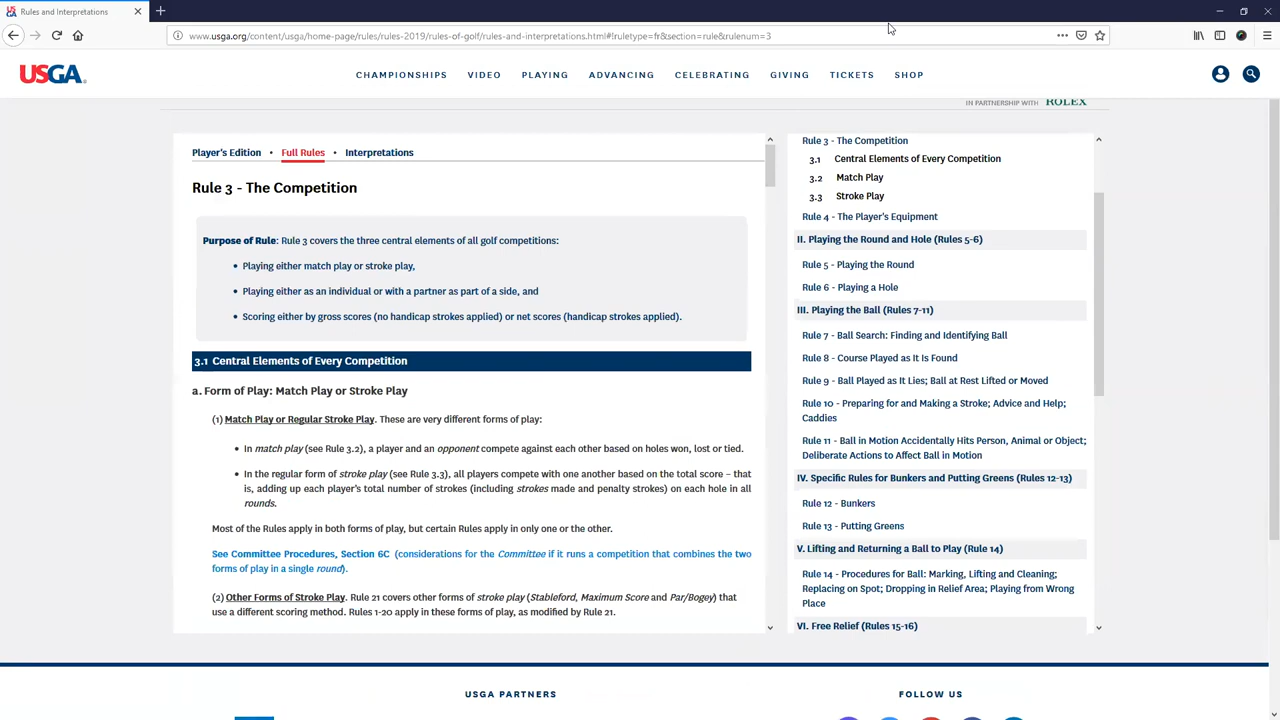 Rules and Interpretations
www.usga.org/content/usga/home-page/rules/rules-2019/rules-of-golf/rules-and-interpretations.html#!ruletype=fr&section=rule&rulenum=3
USGA
CHAMPIONSHIPS VIDEO PLAYING ADVANCING CELEBRATING GIVING TICKETS SHOP
IN PARTNERSHIP WITH ROLEX
Player's Edition • Full Rules • Interpretations
Rule 3 - The Competition
Purpose of Rule: Rule 3 covers the three central elements of all golf competitions:
• Playing either match play or stroke play,
• Playing either as an individual or with a partner as part of a side, and
• Scoring either by gross scores (no handicap strokes applied) or net scores (handicap strokes applied).
3.1 Central Elements of Every Competition
a. Form of Play: Match Play or Stroke Play
(1) Match Play or Regular Stroke Play. These are very different forms of play:
• In match play (see Rule 3.2), a player and an opponent compete against each other based on holes won, lost or tied.
• In the regular form of stroke play (see Rule 3.3), all players compete with one another based on the total score – that
is, adding up each player's total number of strokes (including strokes made and penalty strokes) on each hole in all
rounds.
Most of the Rules apply in both forms of play, but certain Rules apply in only one or the other.
See Committee Procedures, Section 6C (considerations for the Committee if it runs a competition that combines the two
forms of play in a single round).
(2) Other Forms of Stroke Play. Rule 21 covers other forms of stroke play (Stableford, Maximum Score and Par/Bogey) that
use a different scoring method. Rules 1-20 apply in these forms of play, as modified by Rule 21.
Rule 3 - The Competition
3.1 Central Elements of Every Competition
3.2 Match Play
3.3 Stroke Play
Rule 4 - The Player's Equipment
II. Playing the Round and Hole (Rules 5-6)
Rule 5 - Playing the Round
Rule 6 - Playing a Hole
III. Playing the Ball (Rules 7-11)
Rule 7 - Ball Search: Finding and Identifying Ball
Rule 8 - Course Played as It Is Found
Rule 9 - Ball Played as It Lies; Ball at Rest Lifted or Moved
Rule 10 - Preparing for and Making a Stroke; Advice and Help;
Caddies
Rule 11 - Ball in Motion Accidentally Hits Person, Animal or Object;
Deliberate Actions to Affect Ball in Motion
IV. Specific Rules for Bunkers and Putting Greens (Rules 12-13)
Rule 12 - Bunkers
Rule 13 - Putting Greens
V. Lifting and Returning a Ball to Play (Rule 14)
Rule 14 - Procedures for Ball: Marking, Lifting and Cleaning;
Replacing on Spot; Dropping in Relief Area; Playing from Wrong
Place
VI. Free Relief (Rules 15-16)
USGA PARTNERS
FOLLOW US